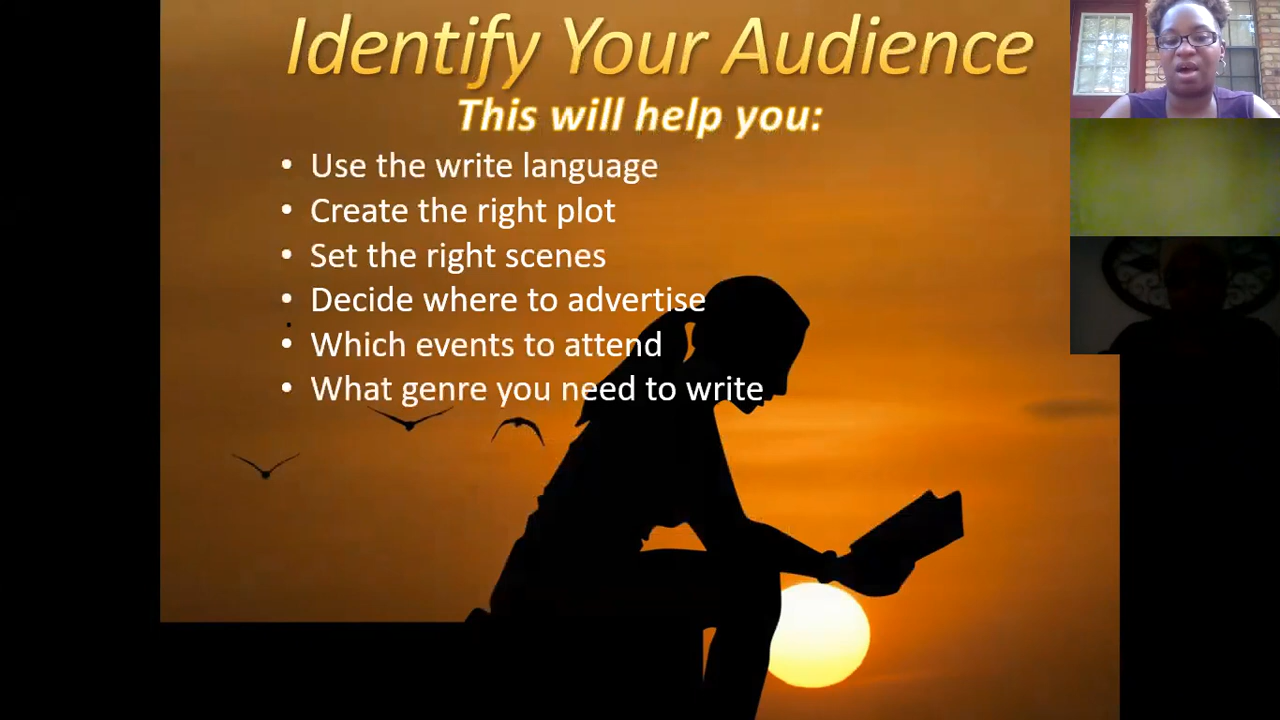 Identify Your Audience
This will help you:
• Use the write language
• Create the right plot
• Set the right scenes
• Decide where to advertise
• Which events to attend
• What genre you need to write